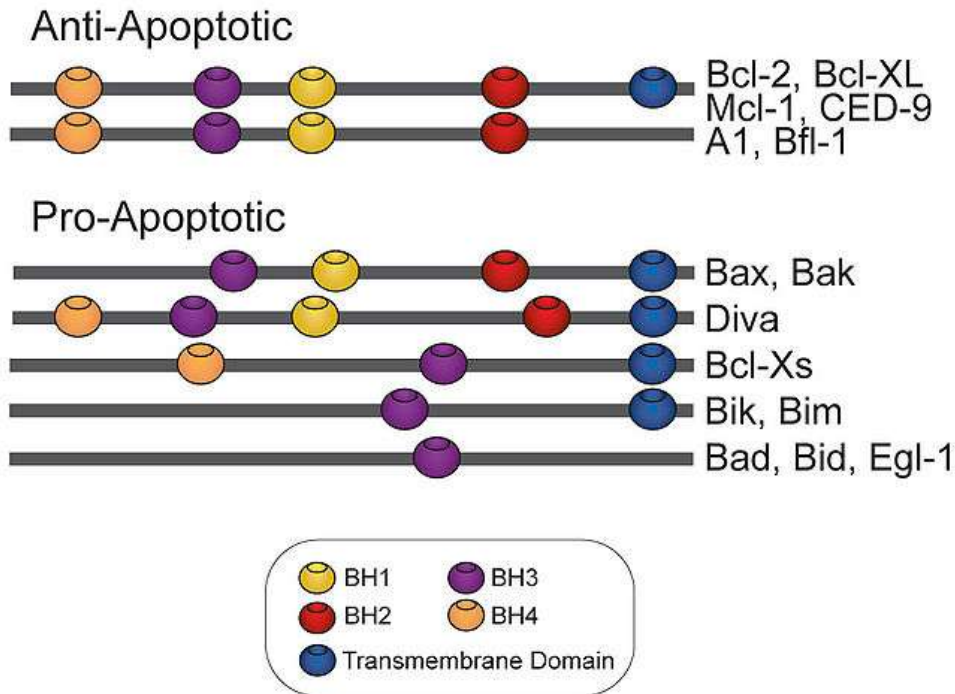 Anti-Apoptotic
Bcl-2, Bcl-XL
Mcl-1, CED-9
A1, Bfl-1
Pro-Apoptotic
Bax, Bak
Diva
Bcl-Xs
Bik, Bim
Bad, Bid, Egl-1
BH1 BH3
BH2 BH4
Transmembrane Domain